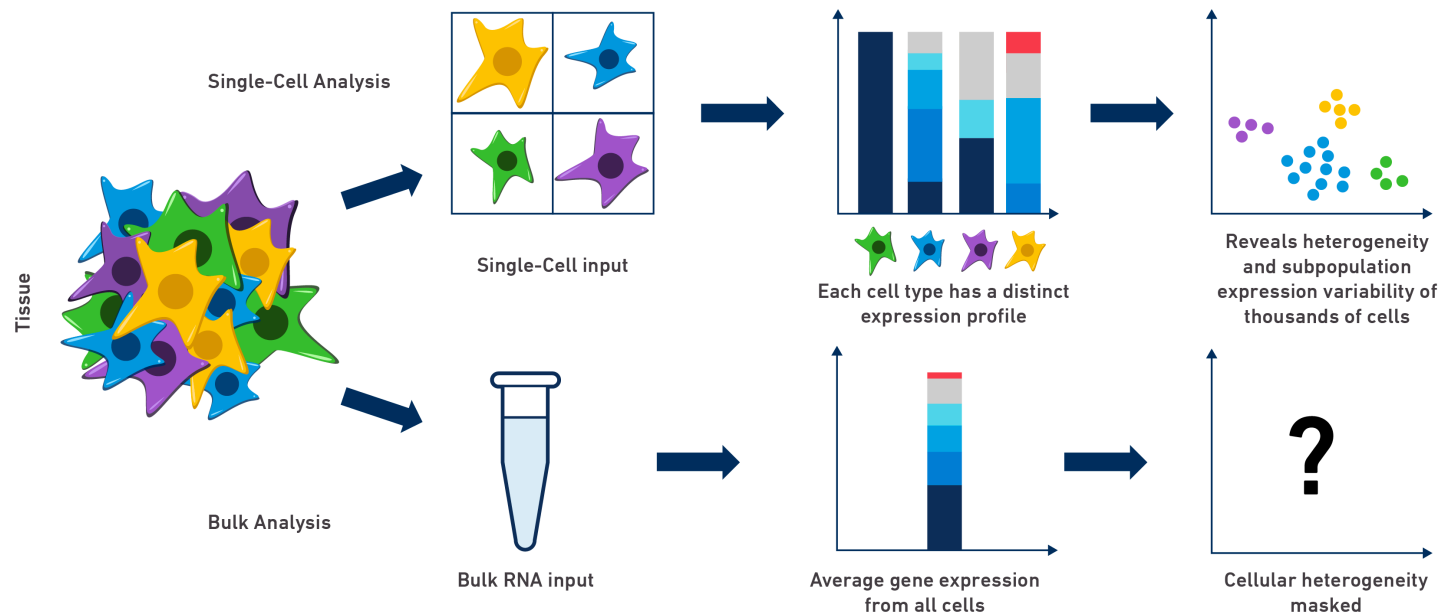 Tissue
Single-Cell Analysis
Single-Cell input
Each cell type has a distinct
expression profile
Reveals heterogeneity
and subpopulation
expression variability of
thousands of cells
Bulk Analysis
Bulk RNA input
Average gene expression
from all cells
?
Cellular heterogeneity
masked